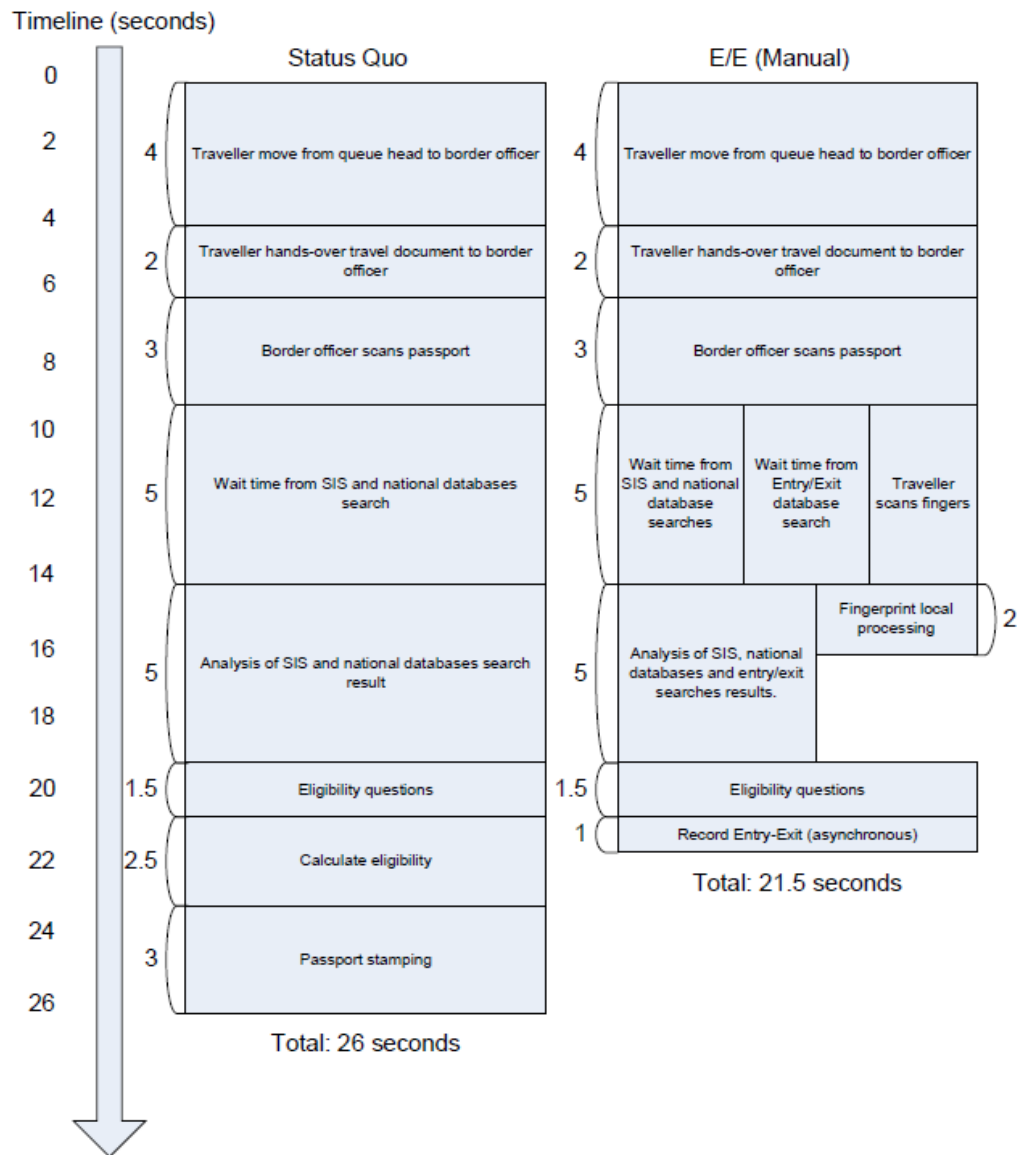 Timeline (seconds)
0
2
4
6
8
10
12
14
16
18
20
22
24
26
Status Quo
4
Traveller move from queue head to border officer
2
Traveller hands-over travel document to border
officer
3
Border officer scans passport
5
Wait time from SIS and national databases
search
5
Analysis of SIS and national databases search
result
1.5
Eligibility questions
2.5
Calculate eligibility
3
Passport stamping
Total: 26 seconds
E/E (Manual)
4
Traveller move from queue head to border officer
2
Traveller hands-over travel document to border
officer
3
Border officer scans passport
5
Wait time from
SIS and national
database
searches
Wait time from
Entry/Exit
database
search
Traveller
scans fingers
5
Analysis of SIS, national
databases and entry/exit
searches results.
Fingerprint local
processing
2
1.5
Eligibility questions
1
Record Entry-Exit (asynchronous)
Total: 21.5 seconds